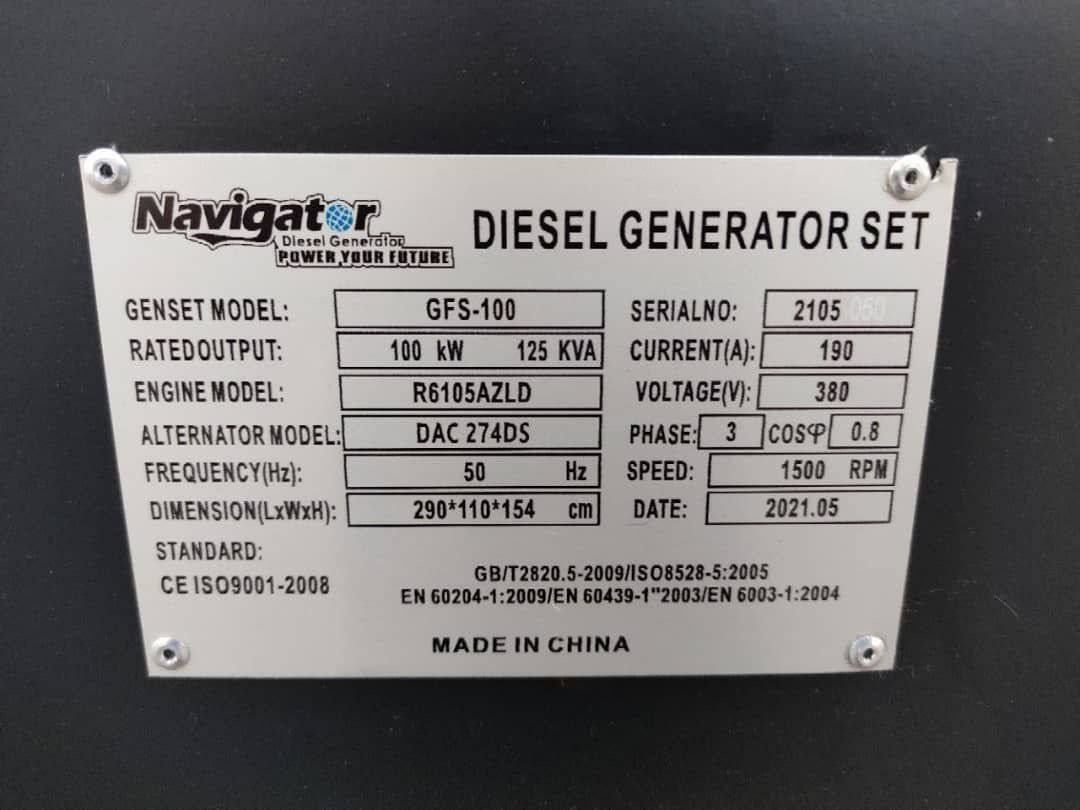 Navigator
Diesel Generator
POWER YOUR FUTURE
DIESEL GENERATOR SET
GENSET MODEL: GFS-100 SERIALNO: 2105 060
RATEDOUTPUT: 100 kW 125 KVA CURRENT(A): 190
ENGINE MODEL: R6105AZLD VOLTAGE(V): 380
ALTERNATOR MODEL: DAC 274DS PHASE: 3 COSφ 0.8
FREQUENCY(Hz): 50 Hz SPEED: 1500 RPM
DIMENSION(LxWxH): 290*110*154 cm DATE: 2021.05
STANDARD:
CE ISO9001-2008
GB/T2820.5-2009/ISO8528-5:2005
EN 60204-1:2009/EN 60439-1"2003/EN 6003-1:2004
MADE IN CHINA